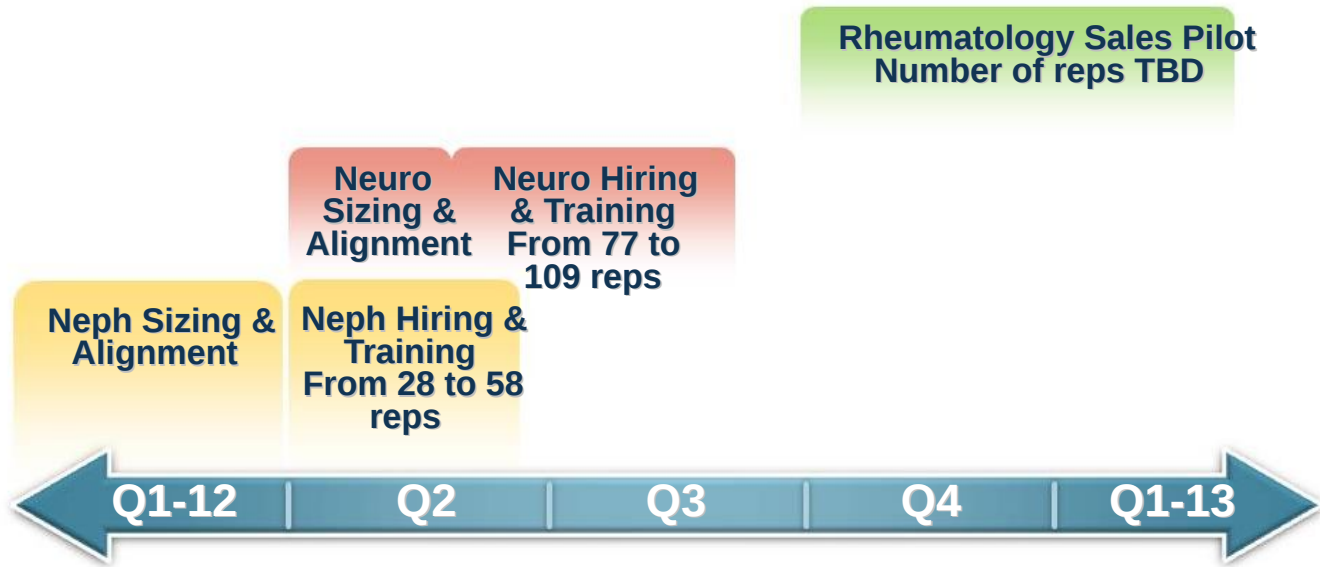 Rheumatology Sales Pilot
Number of reps TBD
Neuro
Sizing &
Alignment
Neuro Hiring
& Training
From 77 to
109 reps
Neph Sizing &
Alignment
Neph Hiring &
Training
From 28 to 58
reps
Q1-12
Q2
Q3
Q4
Q1-13